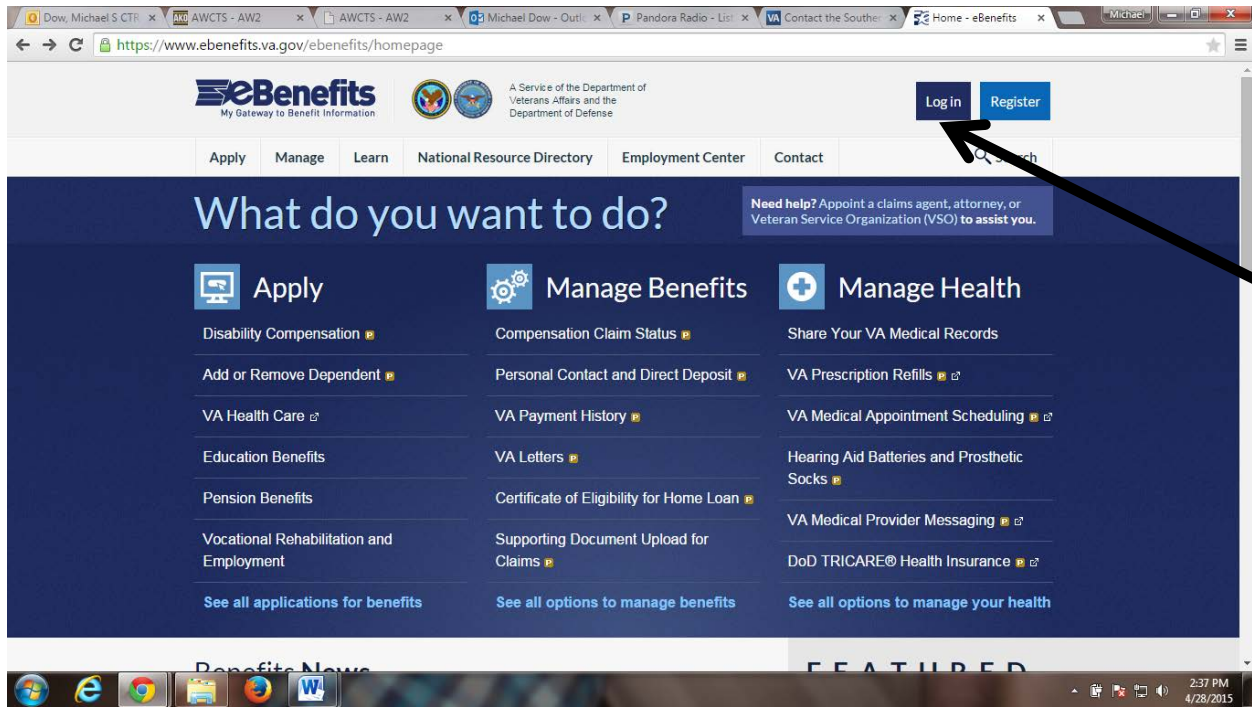 Dow, Michael S CTR
AWCTS - AW2
AWCTS - AW2
Michael Dow - Outlo
Pandora Radio - List
Contact the Souther
Home - eBenefits
Michael
https://www.ebenefits.va.gov/ebenefits/homepage
eBenefits
My Gateway to Benefit Information
A Service of the Department of
Veterans Affairs and the
Department of Defense
Log in
Register
Apply
Manage
Learn
National Resource Directory
Employment Center
Contact
Search
What do you want to do?
Need help? Appoint a claims agent, attorney, or
Veteran Service Organization (VSO) to assist you.
Apply
Disability Compensation P
Add or Remove Dependent P
VA Health Care
Education Benefits
Pension Benefits
Vocational Rehabilitation and
Employment
See all applications for benefits
Manage Benefits
Compensation Claim Status P
Personal Contact and Direct Deposit P
VA Payment History P
VA Letters P
Certificate of Eligibility for Home Loan P
Supporting Document Upload for
Claims P
See all options to manage benefits
Manage Health
Share Your VA Medical Records
VA Prescription Refills P
VA Medical Appointment Scheduling P
Hearing Aid Batteries and Prosthetic
Socks P
VA Medical Provider Messaging P
DoD TRICARE® Health Insurance P
See all options to manage your health
Benefits News
FEATURED
2:37 PM
4/28/2015